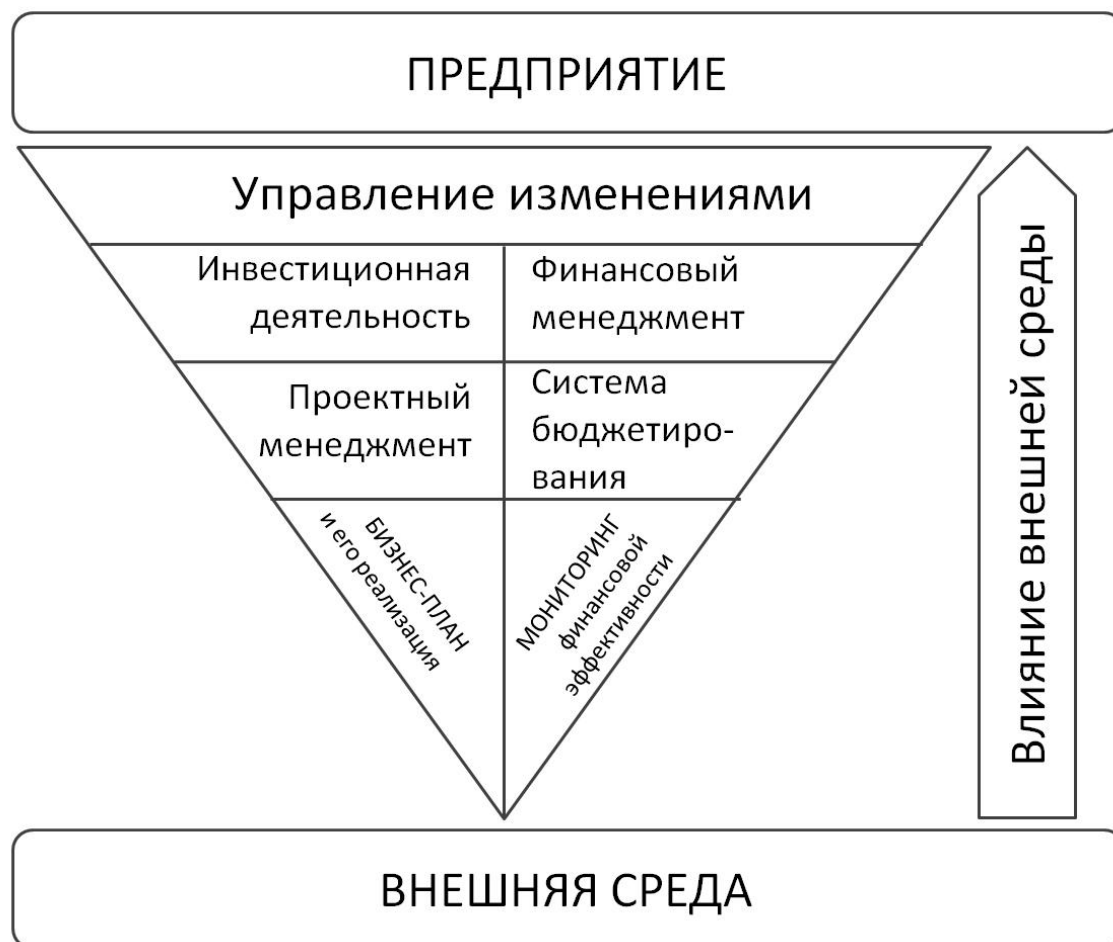 ПРЕДПРИЯТИЕ
Управление изменениями
Инвестиционная
деятельность
Финансовый
менеджмент
Проектный
менеджмент
Система
бюджетиро-
вания
БИЗНЕС-ПЛАН
и его реализация
МОНИТОРИНГ
финансовой
эффективности
Влияние внешней среды
ВНЕШНЯЯ СРЕДА